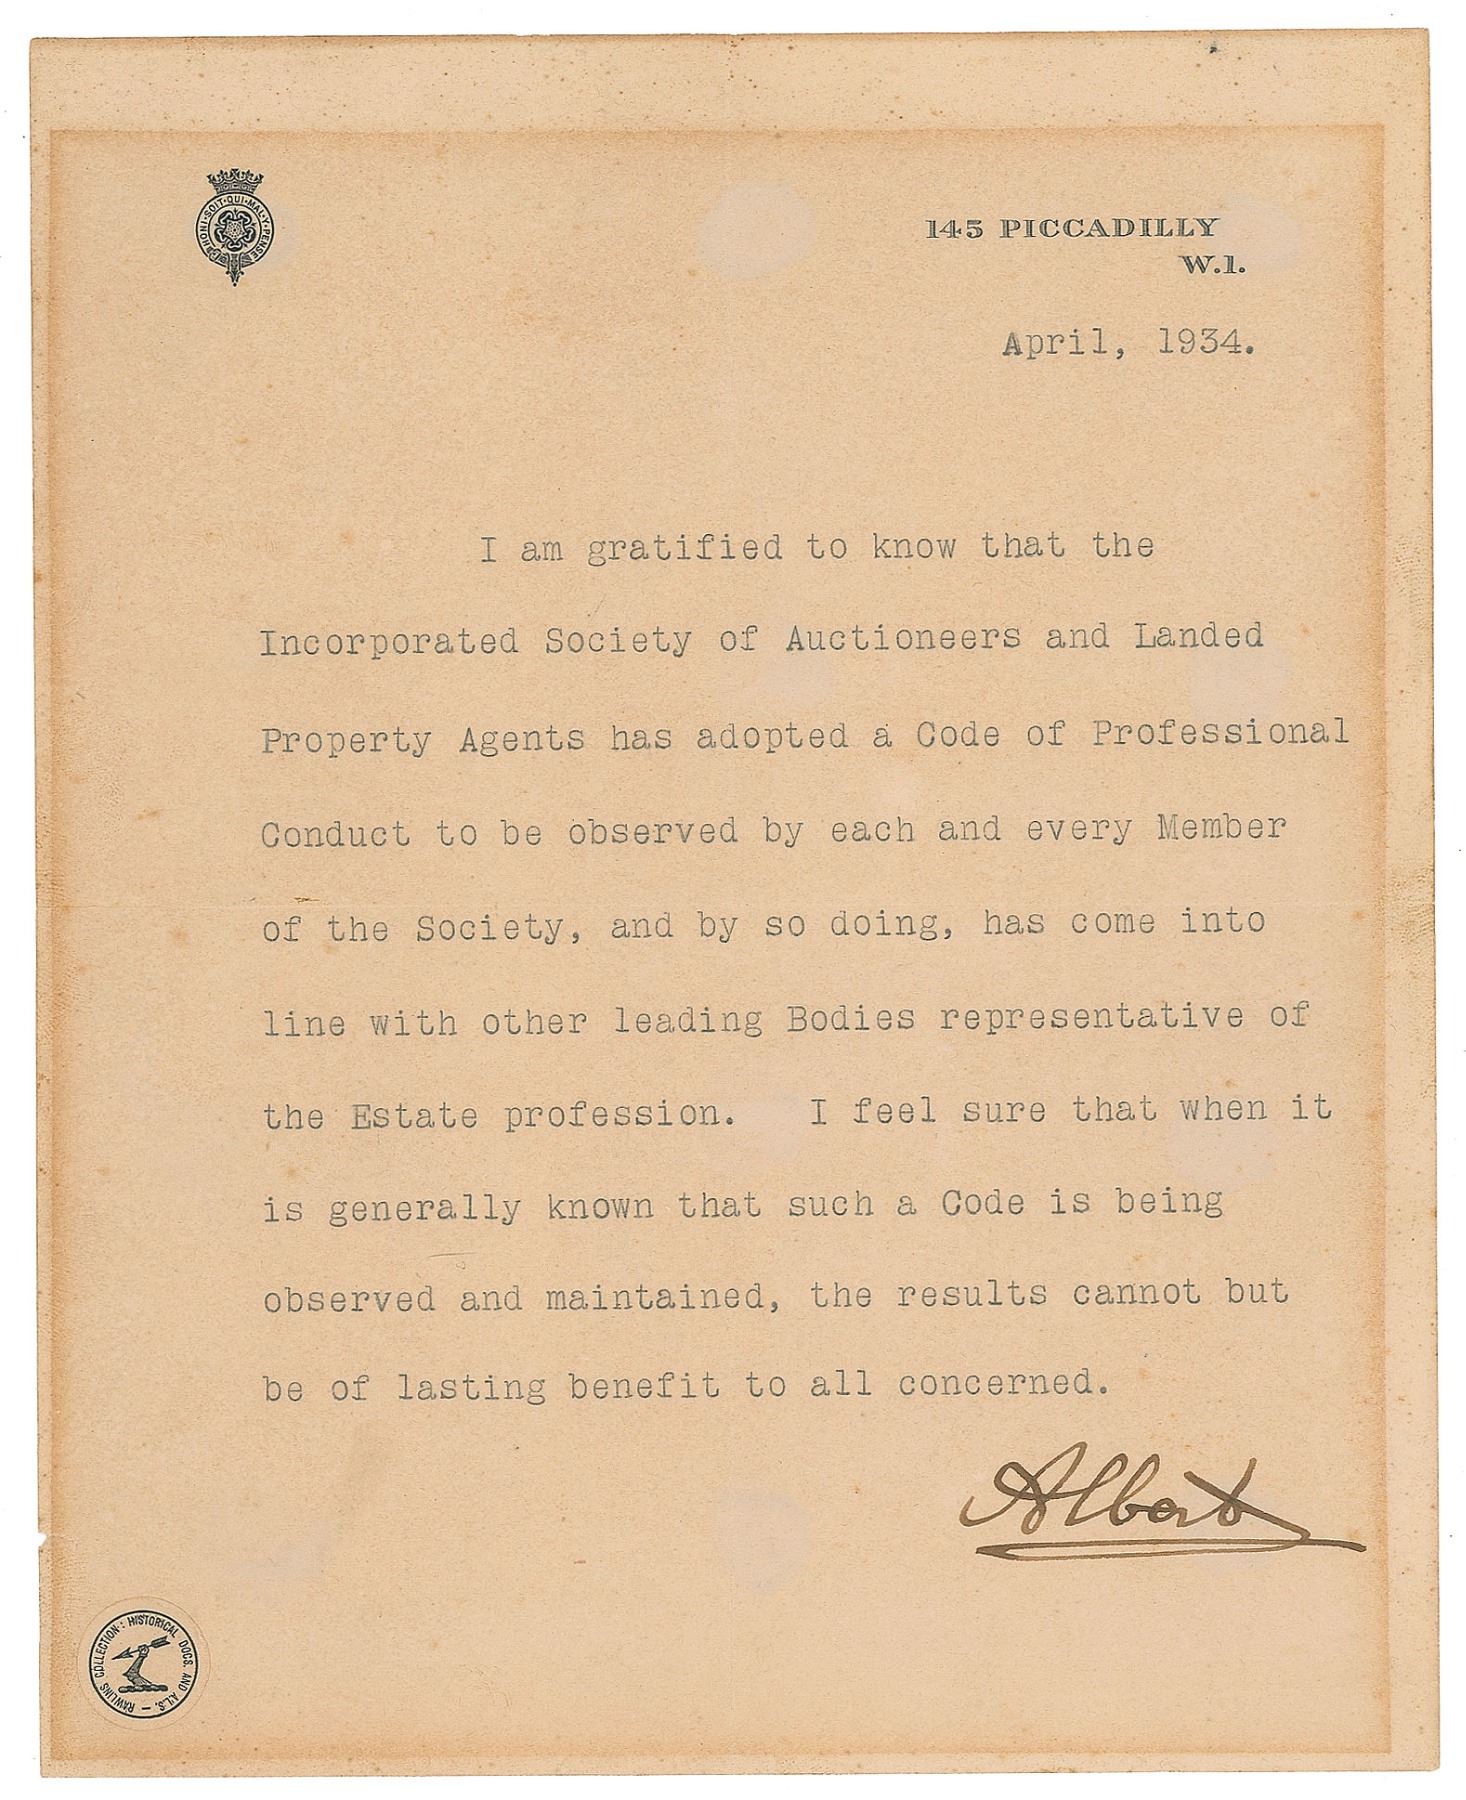 HONI·SOIT·QUI·MAL·Y·PENSE
145 PICCADILLY
W.1.
April, 1934.
I am gratified to know that the
Incorporated Society of Auctioneers and Landed
Property Agents has adopted a Code of Professional
Conduct to be observed by each and every Member
of the Society, and by so doing, has come into
line with other leading Bodies representative of
the Estate profession.  I feel sure that when it
is generally known that such a Code is being
observed and maintained, the results cannot but
be of lasting benefit to all concerned.
Albert
RAWLINS COLLECTION: HISTORICAL DOCS. AND A.L.S. —